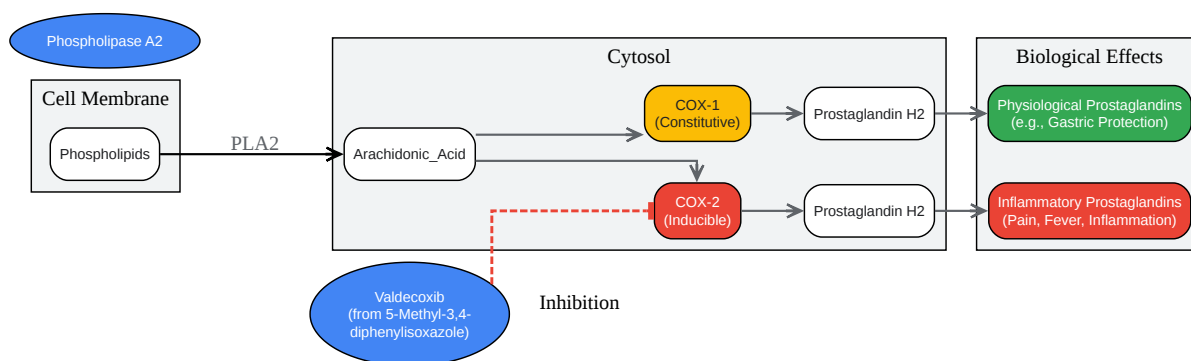 Phospholipase A2
Cell Membrane
Phospholipids
PLA2
Cytosol
Arachidonic_Acid
COX-1
(Constitutive)
Prostaglandin H2
COX-2
(Inducible)
Prostaglandin H2
Biological Effects
Physiological Prostaglandins
(e.g., Gastric Protection)
Inflammatory Prostaglandins
(Pain, Fever, Inflammation)
Valdecoxib
(from 5-Methyl-3,4-
diphenylisoxazole)
Inhibition